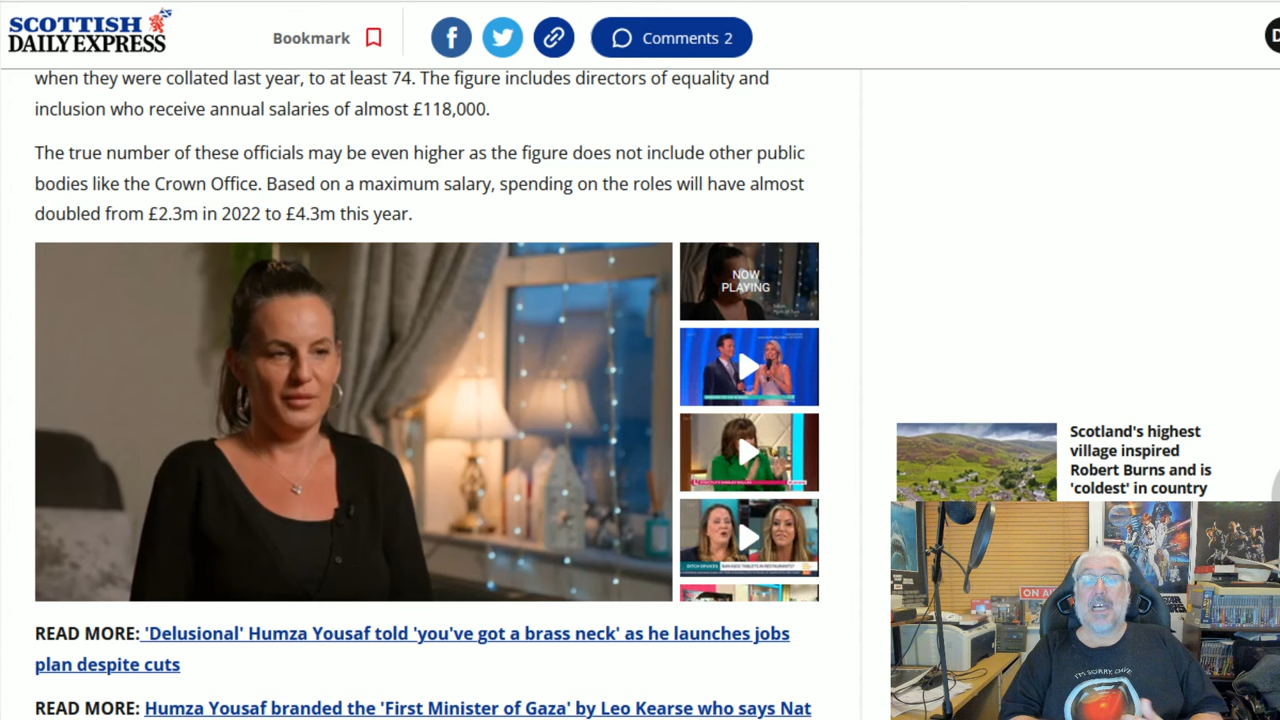 SCOTTISH
DAILY EXPRESS
Bookmark
Comments 2
when they were collated last year, to at least 74. The figure includes directors of equality and
inclusion who receive annual salaries of almost £118,000.
The true number of these officials may be even higher as the figure does not include other public
bodies like the Crown Office. Based on a maximum salary, spending on the roles will have almost
doubled from £2.3m in 2022 to £4.3m this year.
NOW
PLAYING
READ MORE: 'Delusional' Humza Yousaf told 'you've got a brass neck' as he launches jobs
plan despite cuts
READ MORE: Humza Yousaf branded the 'First Minister of Gaza' by Leo Kearse who says Nat
Scotland's highest
village inspired
Robert Burns and is
'coldest' in country
ON A
I'M SORRY, DAVE